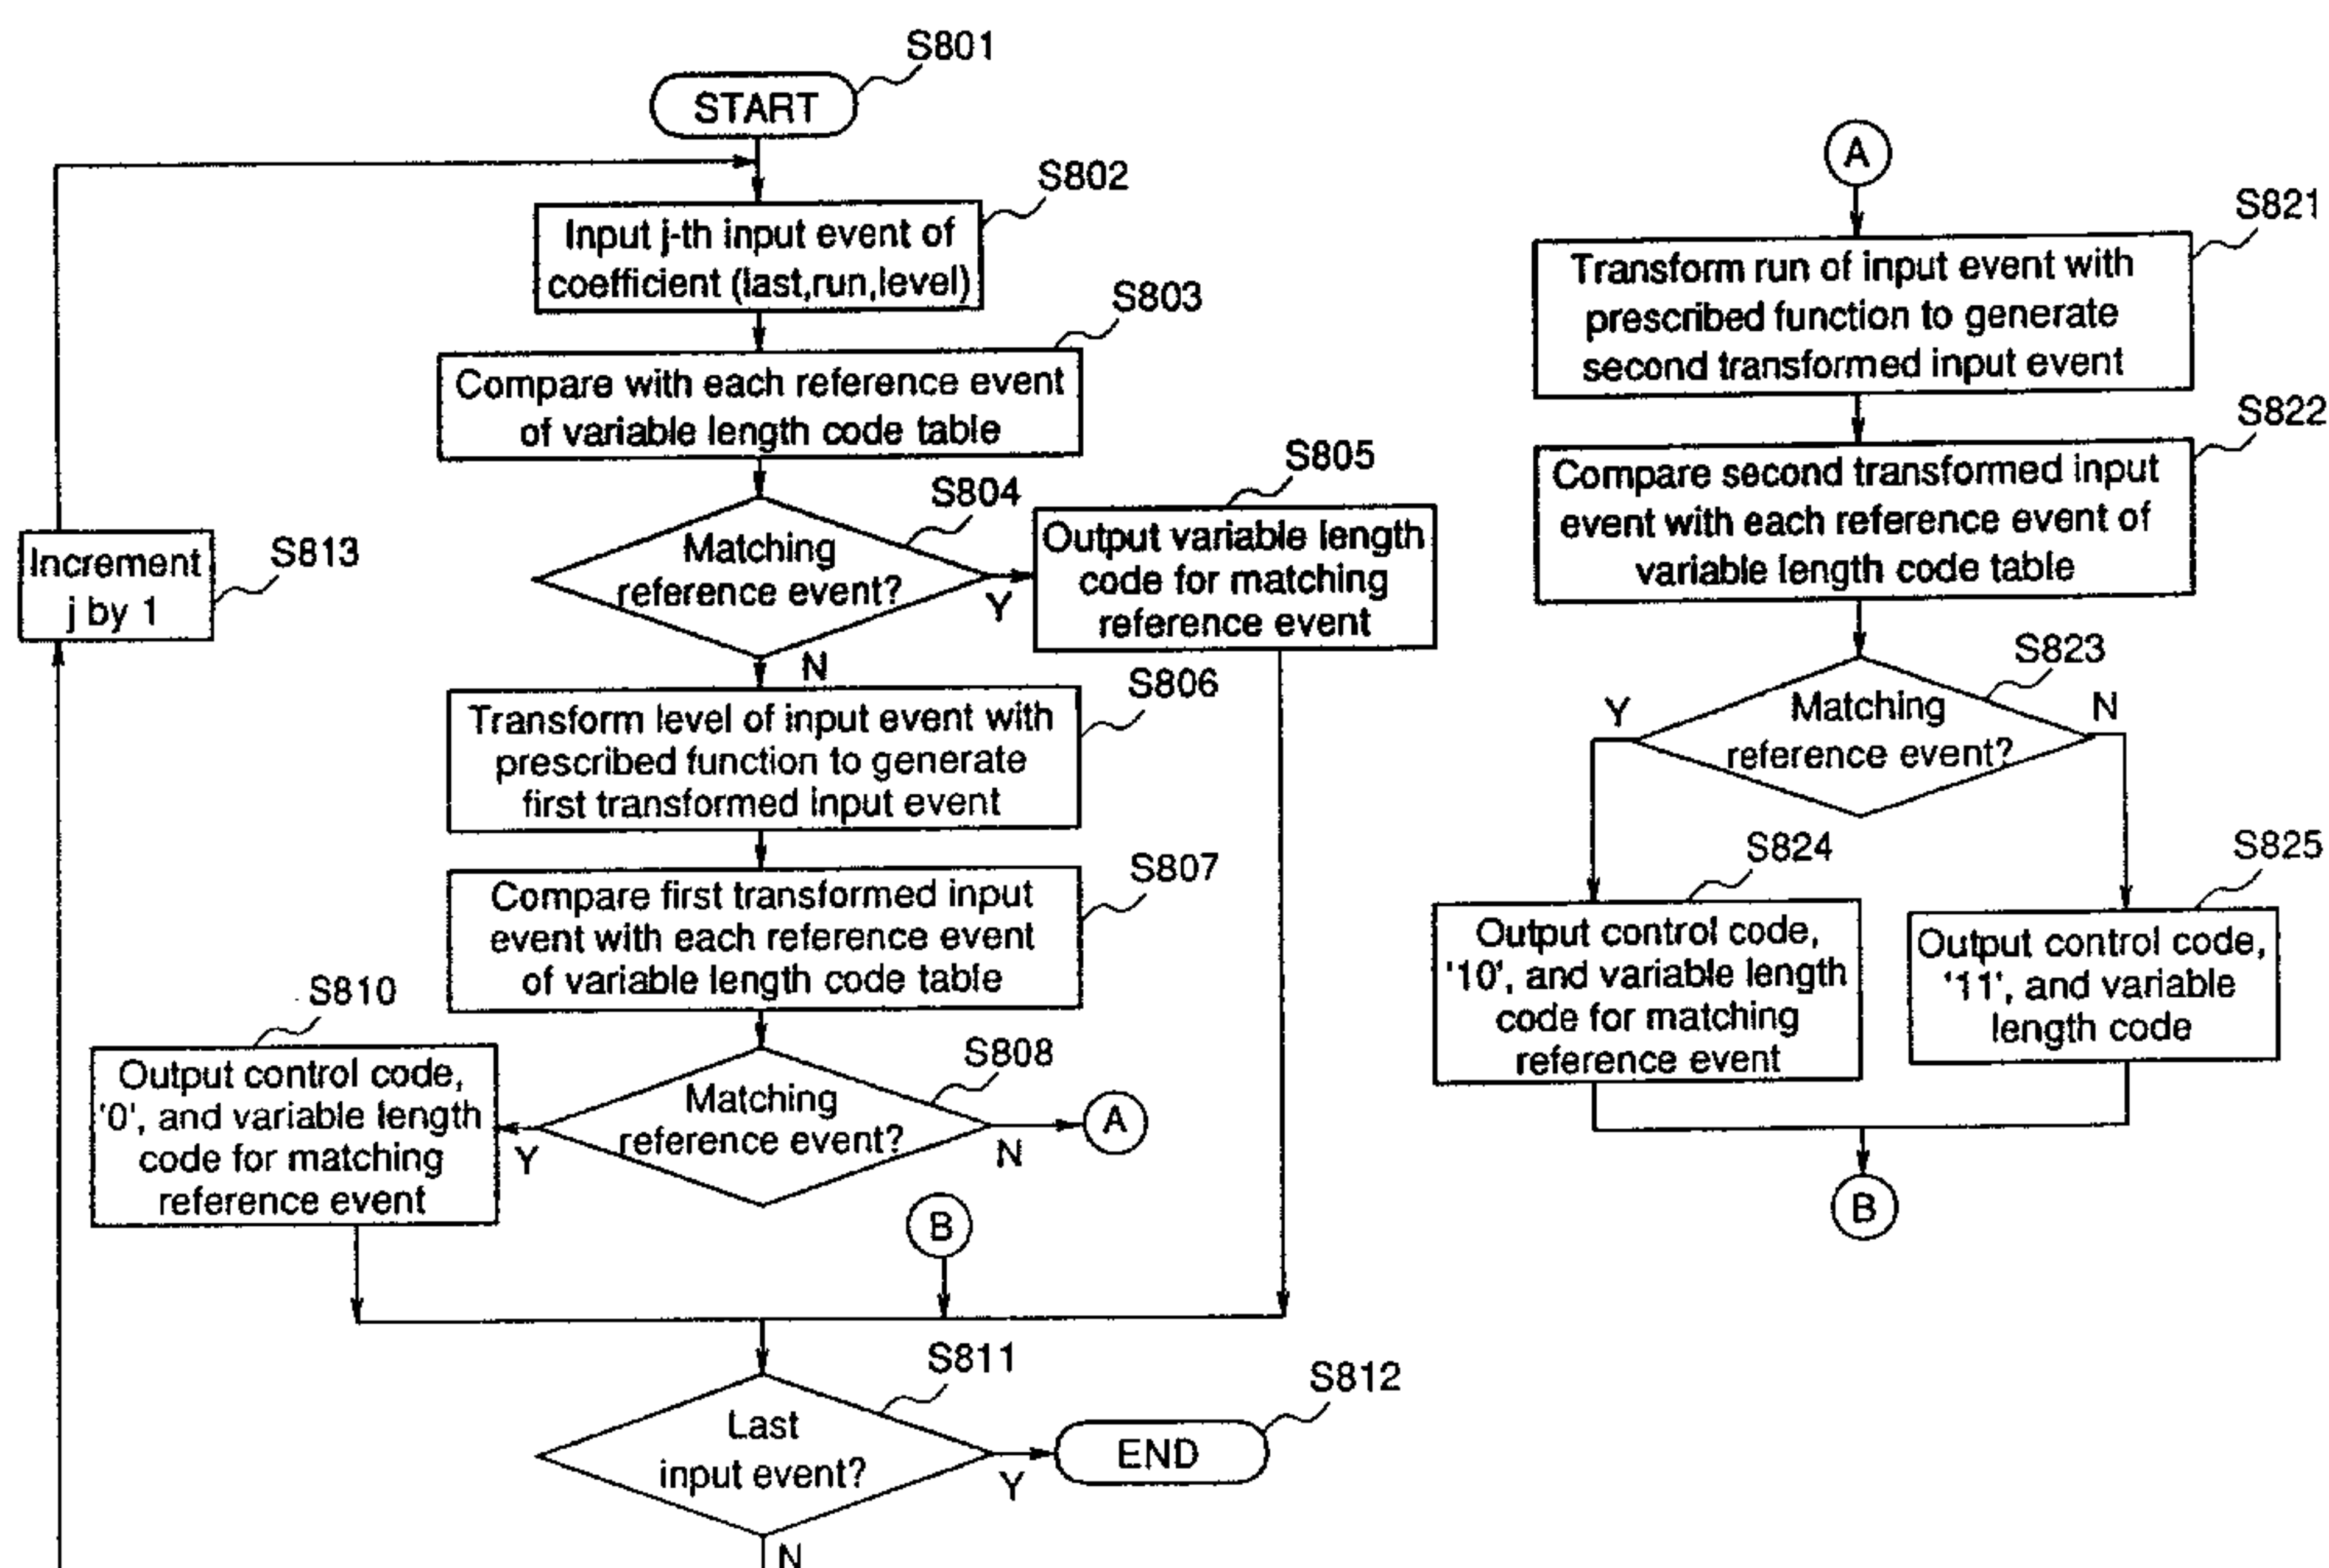 S801
START
S802
Input j-th input event of
coefficient (last,run,level)
S803
Compare with each reference event
of variable length code table
S804
Matching
reference event?
Y
N
S805
Output variable length
code for matching
reference event
S813
Increment
j by 1
S806
Transform level of input event with
prescribed function to generate
first transformed input event
S807
Compare first transformed input
event with each reference event
of variable length code table
S808
Matching
reference event?
Y
N
A
S810
Output control code,
'0', and variable length
code for matching
reference event
B
S811
Last
input event?
Y
N
S812
END
A
S821
Transform run of input event with
prescribed function to generate
second transformed input event
S822
Compare second transformed input
event with each reference event of
variable length code table
S823
Matching
reference event?
Y
N
S824
Output control code,
'10', and variable length
code for matching
reference event
S825
Output control code,
'11', and variable
length code
B